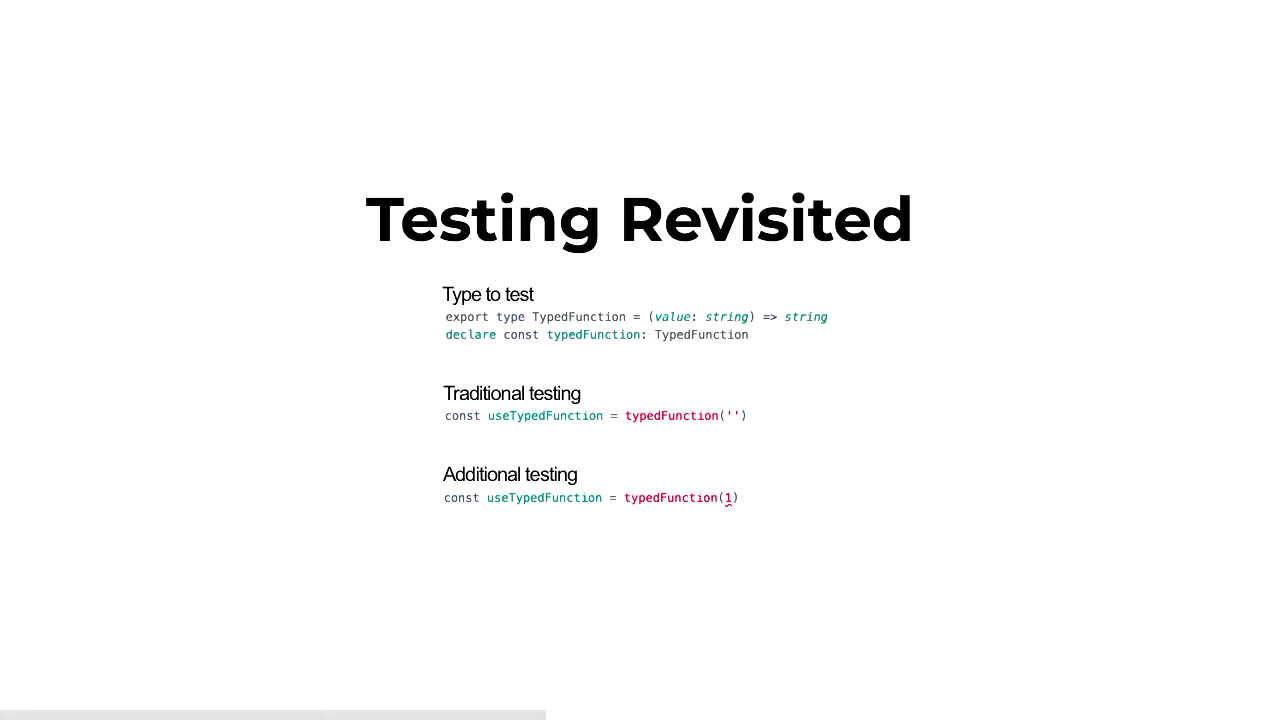 Testing Revisited
Type to test
export type TypedFunction = (value: string) => string
declare const typedFunction: TypedFunction
Traditional testing
const useTypedFunction = typedFunction('')
Additional testing
const useTypedFunction = typedFunction(1)